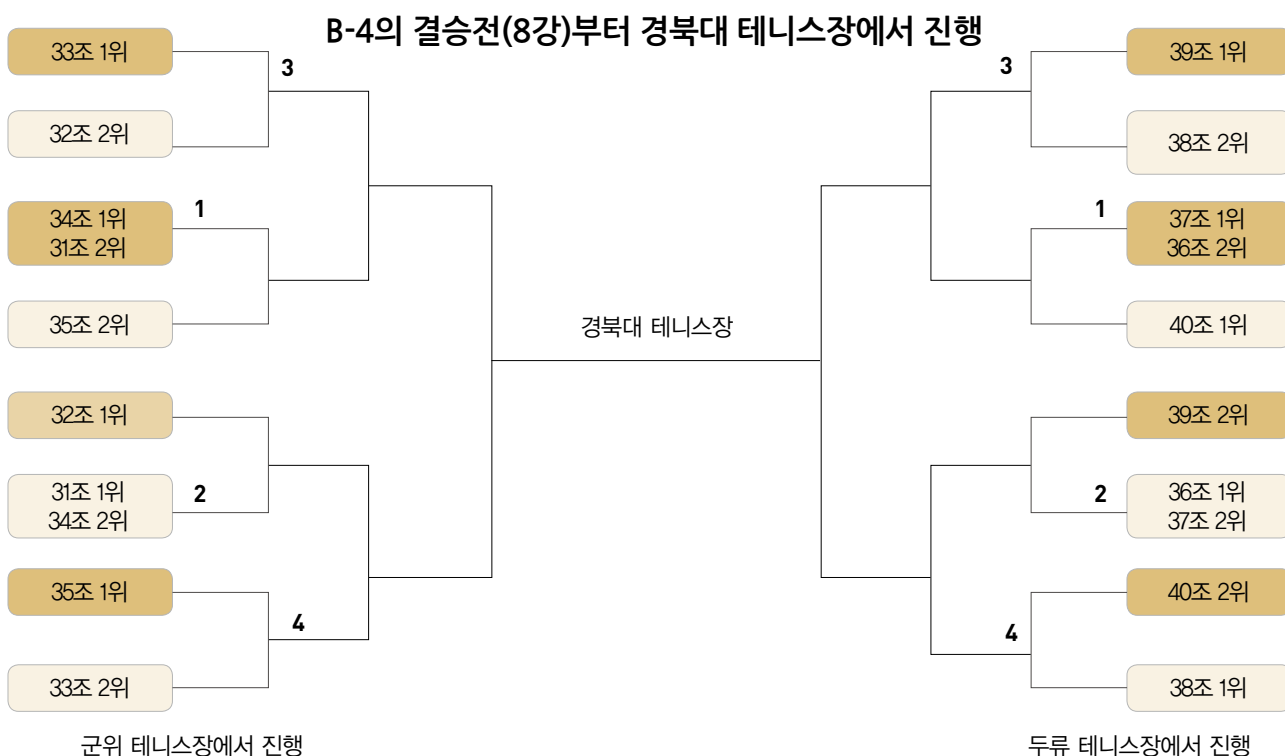 B-4의 결승전(8강)부터 경북대 테니스장에서 진행
33조 1위
3
32조 2위
34조 1위
31조 2위
1
35조 2위
32조 1위
31조 1위
34조 2위
2
35조 1위
4
33조 2위
군위 테니스장에서 진행
경북대 테니스장
3
39조 1위
38조 2위
1
37조 1위
36조 2위
40조 1위
39조 2위
2
36조 1위
37조 2위
40조 2위
4
38조 1위
두류 테니스장에서 진행